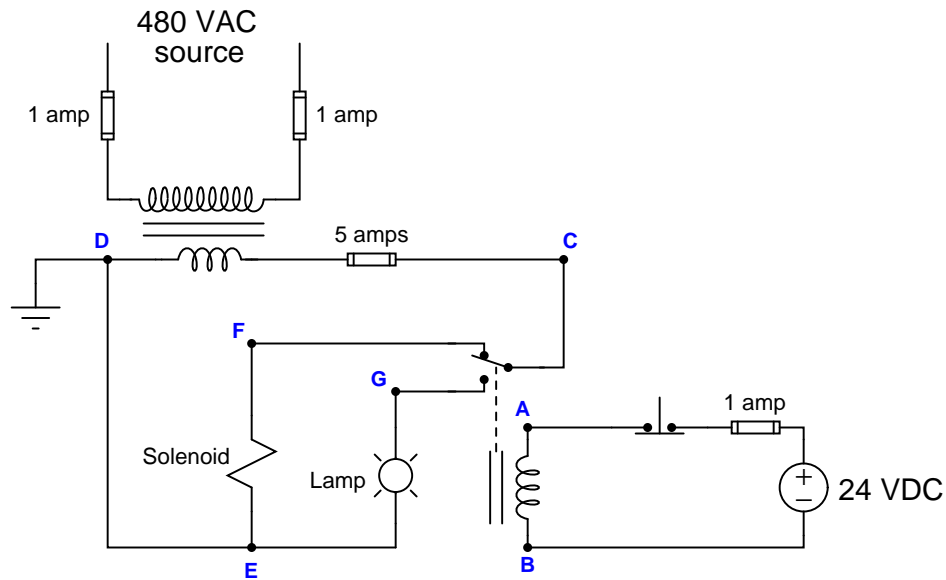 480 VAC
source
1 amp
1 amp
D
5 amps
C
F
G
A
1 amp
Solenoid
Lamp
24 VDC
E
B